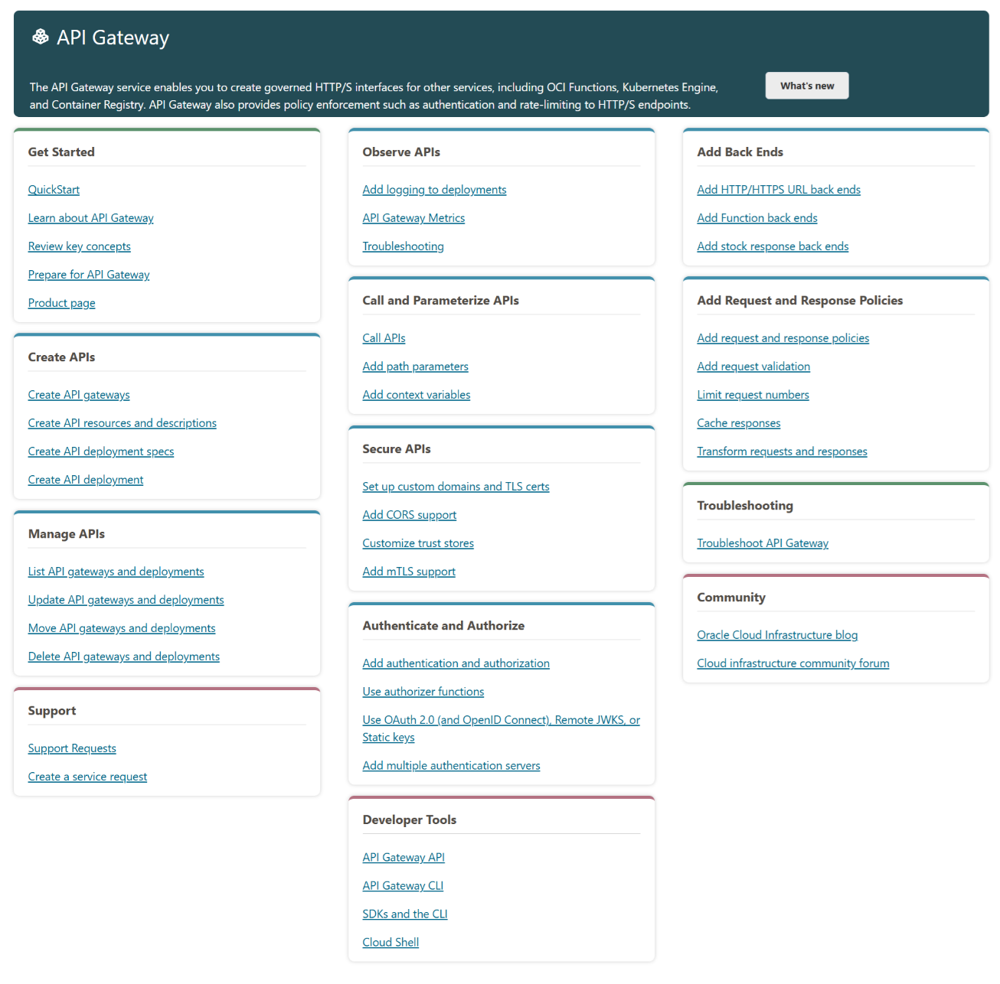 API Gateway
The API Gateway service enables you to create governed HTTP/S interfaces for other services, including OCI Functions, Kubernetes Engine,
and Container Registry. API Gateway also provides policy enforcement such as authentication and rate-limiting to HTTP/S endpoints.
What's new
Get Started
QuickStart
Learn about API Gateway
Review key concepts
Prepare for API Gateway
Product page
Create APIs
Create API gateways
Create API resources and descriptions
Create API deployment specs
Create API deployment
Manage APIs
List API gateways and deployments
Update API gateways and deployments
Move API gateways and deployments
Delete API gateways and deployments
Support
Support Requests
Create a service request
Observe APIs
Add logging to deployments
API Gateway Metrics
Troubleshooting
Call and Parameterize APIs
Call APIs
Add path parameters
Add context variables
Secure APIs
Set up custom domains and TLS certs
Add CORS support
Customize trust stores
Add mTLS support
Authenticate and Authorize
Add authentication and authorization
Use authorizer functions
Use OAuth 2.0 (and OpenID Connect), Remote JWKS, or
Static keys
Add multiple authentication servers
Developer Tools
API Gateway API
API Gateway CLI
SDKs and the CLI
Cloud Shell
Add Back Ends
Add HTTP/HTTPS URL back ends
Add Function back ends
Add stock response back ends
Add Request and Response Policies
Add request and response policies
Add request validation
Limit request numbers
Cache responses
Transform requests and responses
Troubleshooting
Troubleshoot API Gateway
Community
Oracle Cloud Infrastructure blog
Cloud infrastructure community forum